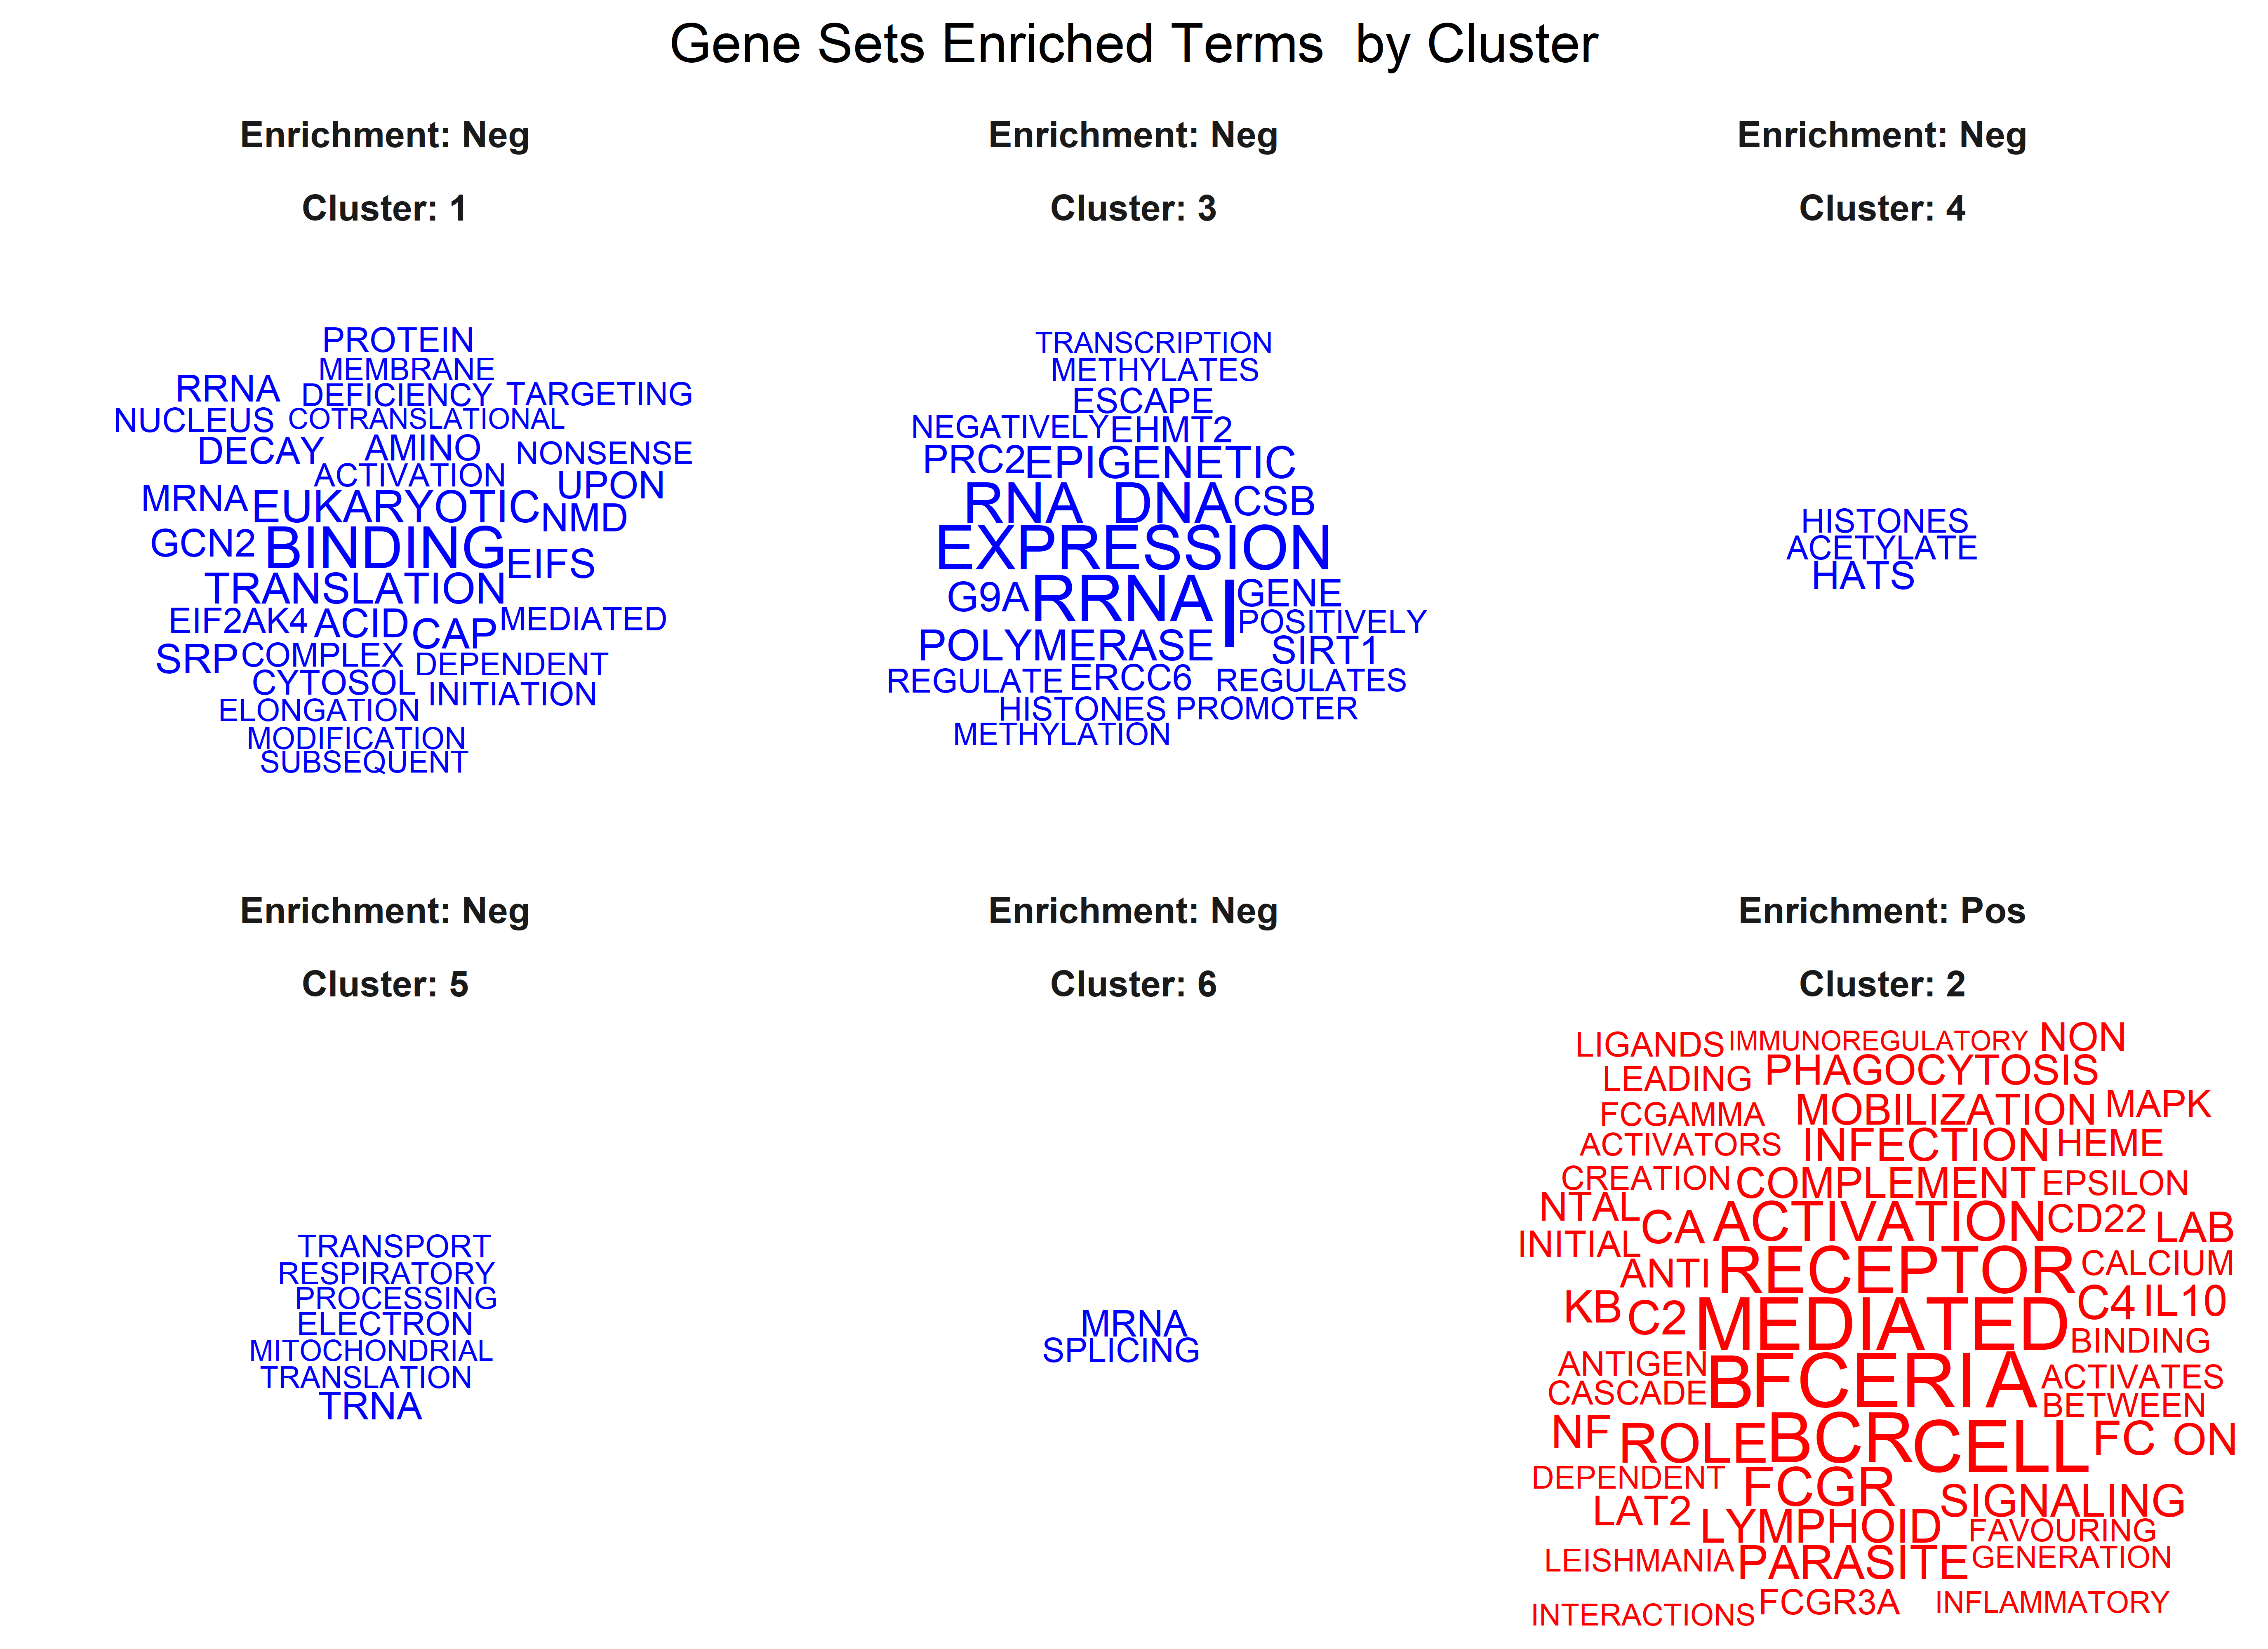 Gene Sets Enriched Terms  by Cluster
Enrichment: Neg
Cluster: 1
PROTEIN
MEMBRANE
RRNA DEFICIENCY TARGETING
NUCLEUS COTRANSLATIONAL
DECAY AMINO NONSENSE
ACTIVATION UPON
MRNA EUKARYOTIC NMD
GCN2 BINDING EIFS
TRANSLATION
EIF2AK4 ACID CAP MEDIATED
SRP COMPLEX DEPENDENT
CYTOSOL INITIATION
ELONGATION
MODIFICATION
SUBSEQUENT
Enrichment: Neg
Cluster: 3
TRANSCRIPTION
METHYLATES
ESCAPE
NEGATIVELY EHMT2
PRC2 EPIGENETIC
RNA DNA CSB
EXPRESSION
G9A RRNA I GENE
POSITIVELY
POLYMERASE SIRT1
REGULATE ERCC6 REGULATES
HISTONES PROMOTER
METHYLATION
Enrichment: Neg
Cluster: 4
HISTONES
ACETYLATE
HATS
Enrichment: Neg
Cluster: 5
TRANSPORT
RESPIRATORY
PROCESSING
ELECTRON
MITOCHONDRIAL
TRANSLATION
TRNA
Enrichment: Neg
Cluster: 6
MRNA
SPLICING
Enrichment: Pos
Cluster: 2
LIGANDS IMMUNOREGULATORY NON
LEADING PHAGOCYTOSIS
FCGAMMA MOBILIZATION MAPK
ACTIVATORS INFECTION HEME
CREATION COMPLEMENT EPSILON
NTAL CA ACTIVATION CD22 LAB
INITIAL
ANTI RECEPTOR CALCIUM
KB C2 MEDIATED C4 IL10
BINDING
ANTIGEN B FCERI A ACTIVATES
CASCADE BETWEEN
NF ROLE BCR CELL FC ON
DEPENDENT FCGR SIGNALING
LAT2 LYMPHOID FAVOURING
LEISHMANIA PARASITE GENERATION
INTERACTIONS FCGR3A INFLAMMATORY